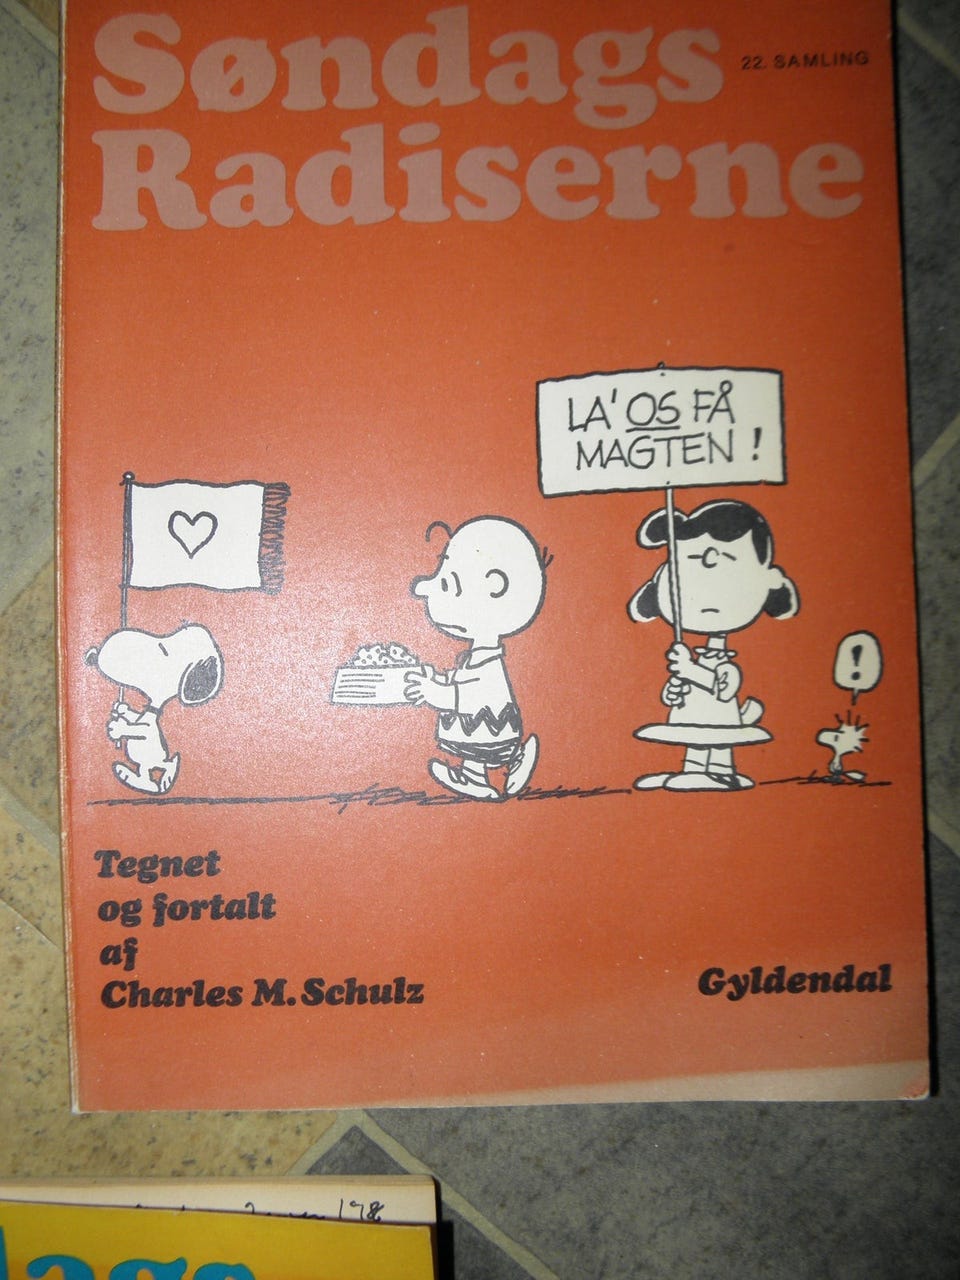 Søndags
22. SAMLING
Radiserne
LA' OS FÅ
MAGTEN !
!
Tegnet
og fortalt
af
Charles M. Schulz
Gyldendal